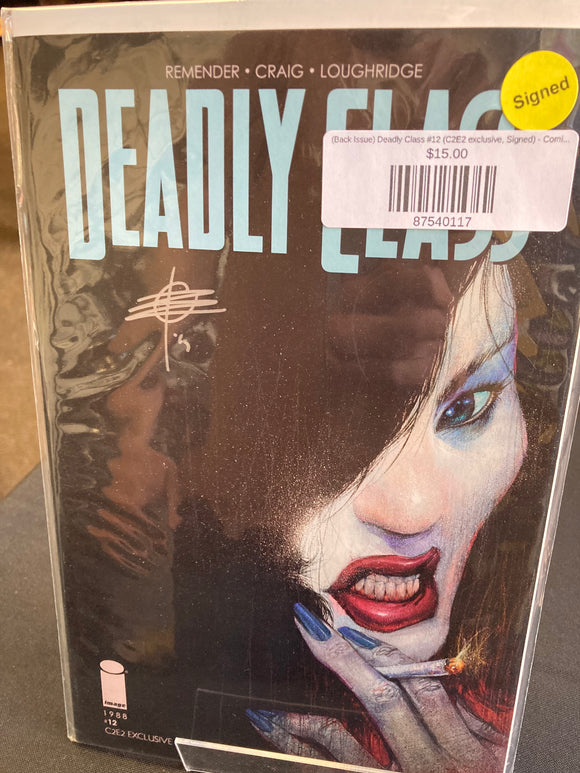 REMENDER • CRAIG • LOUGHRIDGE
DEADLY CLASS
Signed
(Back Issue) Deadly Class #12 (C2E2 exclusive, Signed) - Comi...
$15.00
87540117
image
1988
#12
C2E2 EXCLUSIVE